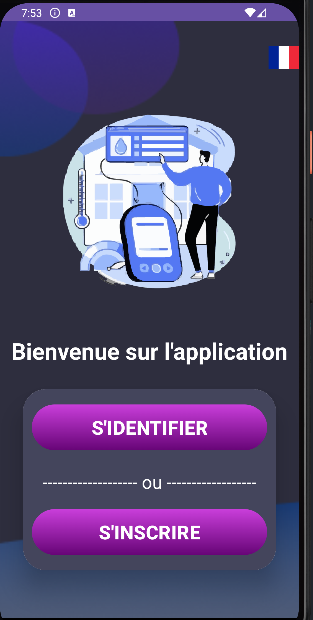 7:53
Bienvenue sur l'application
S'IDENTIFIER
------------------- ou ------------------
S'INSCRIRE